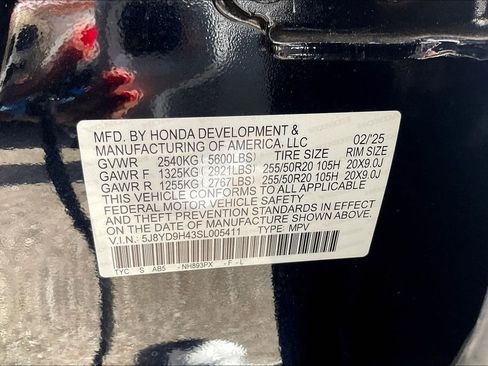 MFD. BY HONDA DEVELOPMENT & 02/25
MANUFACTURING OF AMERICA, LLC
GVWR 2540KG ( 5600LBS) TIRE SIZE RIM SIZE
GAWR F 1325KG ( 2921LBS) 255/50R20 105H 20X9.0J
GAWR R 1255KG ( 2767LBS) 255/50R20 105H 20X9.0J
THIS VEHICLE CONFORMS TO ALL APPLICABLE
FEDERAL MOTOR VEHICLE SAFETY
AND THEFT PREVENTION STANDARDS IN EFFECT
ON THE DATE OF MANUFACTURE SHOWN ABOVE.
V.I.N.: 5J8YD9H43SL005411 TYPE: MPV
TYC S AB5 - NH893PX - F - L